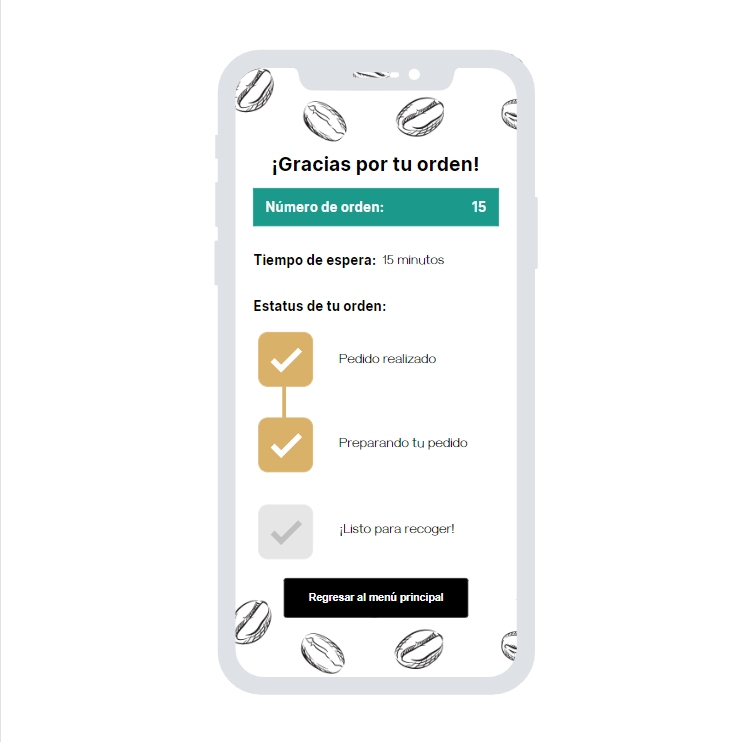 ¡Gracias por tu orden!
Número de orden: 15
Tiempo de espera: 15 minutos
Estatus de tu orden:
Pedido realizado
Preparando tu pedido
¡Listo para recoger!
Regresar al menú principal